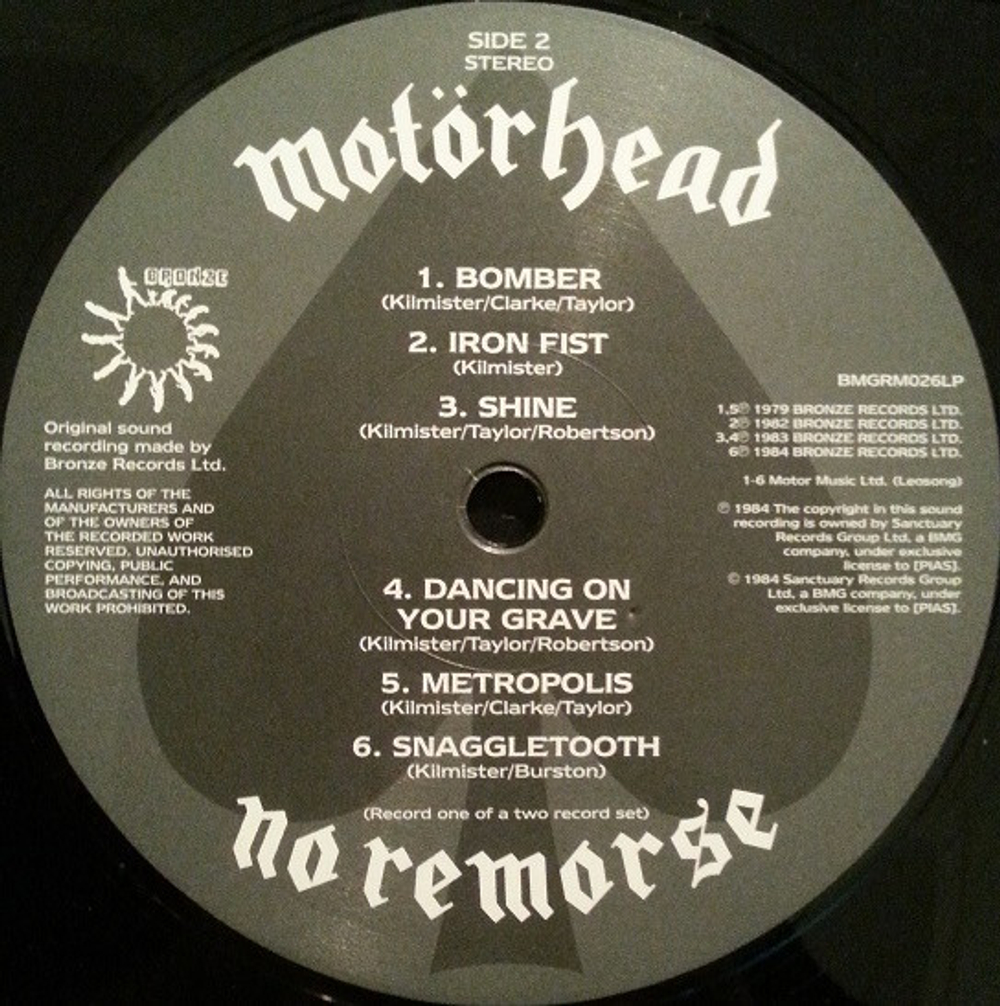 SIDE 2
STEREO
motörhead
1. BOMBER
(Kilmister/Clarke/Taylor)
2. IRON FIST
(Kilmister)
3. SHINE
(Kilmister/Taylor/Robertson)
BRONZE
Original sound
recording made by
Bronze Records Ltd.
ALL RIGHTS OF THE
MANUFACTURERS AND
OF THE OWNERS OF
THE RECORDED WORK
RESERVED. UNAUTHORISED
COPYING, PUBLIC
PERFORMANCE, AND
BROADCASTING OF THIS
WORK PROHIBITED.
BMGRM026LP
1,5℗ 1979 BRONZE RECORDS LTD.
2℗ 1982 BRONZE RECORDS LTD.
3,4℗ 1983 BRONZE RECORDS LTD.
6℗ 1984 BRONZE RECORDS LTD.
1-6 Motor Music Ltd. (Leosong)
℗ 1984 The copyright in this sound
recording is owned by Sanctuary
Records Group Ltd, a BMG
company, under exclusive
license to [PIAS].
© 1984 Sanctuary Records Group
Ltd, a BMG company, under
exclusive license to [PIAS].
4. DANCING ON
YOUR GRAVE
(Kilmister/Taylor/Robertson)
5. METROPOLIS
(Kilmister/Clarke/Taylor)
6. SNAGGLETOOTH
(Kilmister/Burston)
(Record one of a two record set)
no remorse